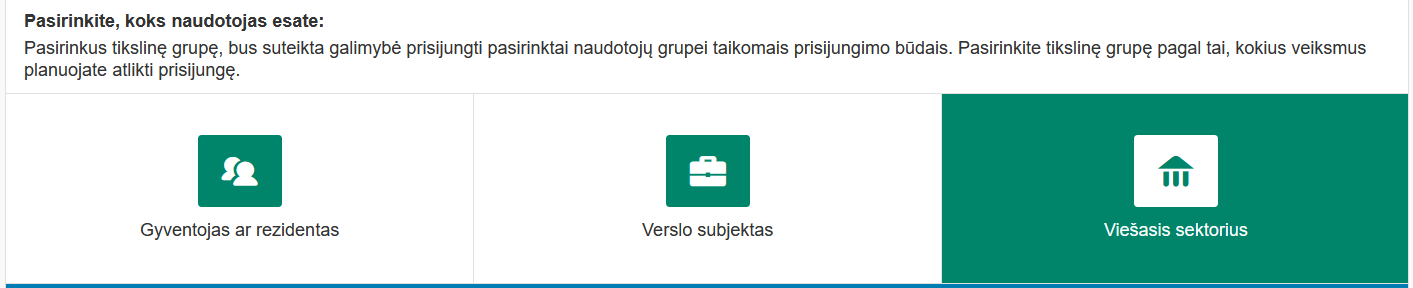 Pasirinkite, koks naudotojas esate:
Pasirinkus tikslinę grupę, bus suteikta galimybė prisijungti pasirinktai naudotojų grupei taikomais prisijungimo būdais. Pasirinkite tikslinę grupę pagal tai, kokius veiksmus
planuojate atlikti prisijungę.
Gyventojas ar rezidentas
Verslo subjektas
Viešasis sektorius